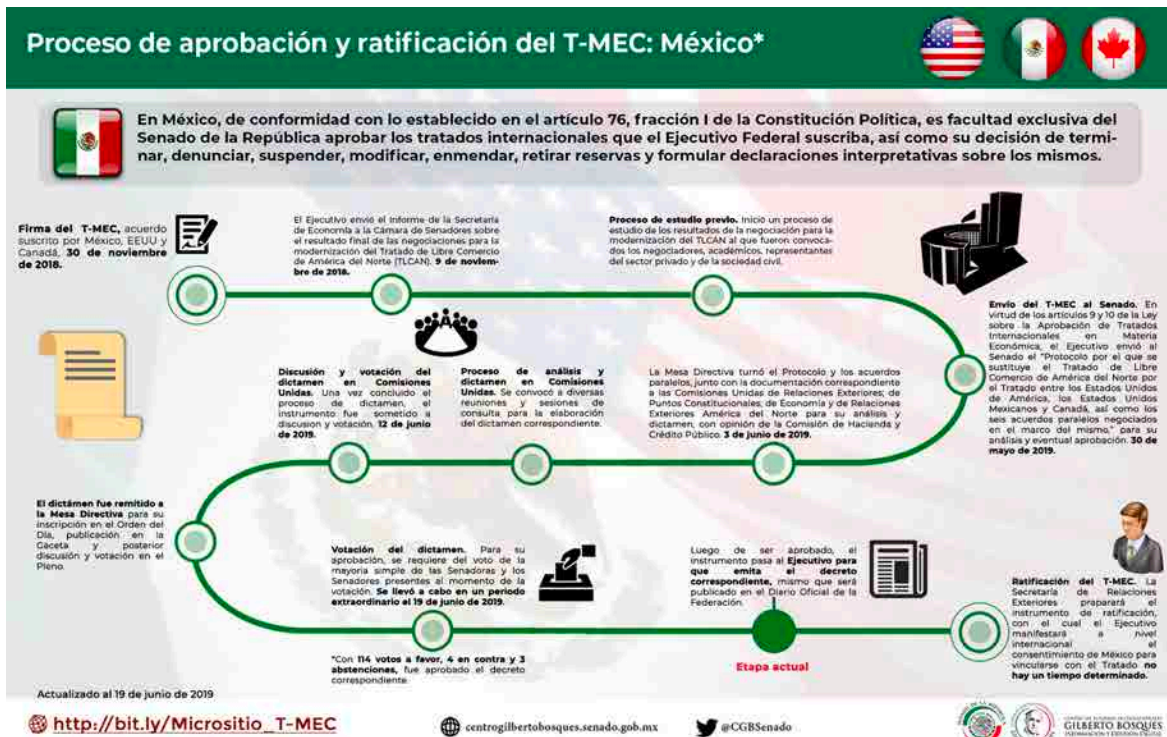 Proceso de aprobación y ratificación del T-MEC: México*
En México, de conformidad con lo establecido en el artículo 76, fracción I de la Constitución Política, es facultad exclusiva del
Senado de la República aprobar los tratados internacionales que el Ejecutivo Federal suscriba, así como su decisión de termi-
nar, denunciar, suspender, modificar, enmendar, retirar reservas y formular declaraciones interpretativas sobre los mismos.
Firma del T-MEC, acuerdo
suscrito por México, EEUU y
Canadá, 30 de noviembre
de 2018.
El Ejecutivo envió el Informe de la Secretaría
de Economía a la Cámara de Senadores sobre
el resultado final de las negociaciones para la
modernización del Tratado de Libre Comercio
de América del Norte (TLCAN). 9 de noviem-
bre de 2018.
Proceso de estudio previo. Inició un proceso de
estudio de los resultados de la negociación para la
modernización del TLCAN al que fueron convoca-
dos los negociadores, académicos, representantes
del sector privado y de la sociedad civil.
Envío del T-MEC al Senado. En
virtud de los artículos 9 y 10 de la Ley
sobre la Aprobación de Tratados
Internacionales en Materia
Económica, el Ejecutivo envió al
Senado el "Protocolo por el que se
sustituye el Tratado de Libre
Comercio de América del Norte por
el Tratado entre los Estados Unidos
de América, los Estados Unidos
Mexicanos y Canadá, así como los
seis acuerdos paralelos negociados
en el marco del mismo," para su
análisis y eventual aprobación. 30 de
mayo de 2019.
La Mesa Directiva turnó el Protocolo y los acuerdos
paralelos, junto con la documentación correspondiente
a las Comisiones Unidas de Relaciones Exteriores; de
Puntos Constitucionales; de Economía y de Relaciones
Exteriores América del Norte para su análisis y
dictamen, con opinión de la Comisión de Hacienda y
Crédito Público. 3 de junio de 2019.
Proceso de análisis y
dictamen en Comisiones
Unidas. Se convocó a diversas
reuniones y sesiones de
consulta para la elaboración
del dictamen correspondiente.
Discusión y votación del
dictamen en Comisiones
Unidas. Una vez concluido el
proceso de dictamen, el
instrumento fue sometido a
discusion y votación. 12 de junio
de 2019.
El dictámen fue remitido a
la Mesa Directiva para su
inscripción en el Orden del
Día, publicación en la
Gaceta y posterior
discusión y votación en el
Pleno.
Votación del dictamen. Para su
aprobación, se requiere del voto de la
mayoría simple de las Senadoras y los
Senadores presentes al momento de la
votación. Se llevó a cabo en un periodo
extraordinario el 19 de junio de 2019.
*Con 114 votos a favor, 4 en contra y 3
abstenciones, fue aprobado el decreto
correspondiente.
Luego de ser aprobado, el
instrumento pasa al Ejecutivo para
que emita el decreto
correspondiente, mismo que será
publicado en el Diario Oficial de la
Federación.
Etapa actual
Ratificación del T-MEC. La
Secretaría de Relaciones
Exteriores preparará el
instrumento de ratificación,
con el cual el Ejecutivo
manifestará a nivel
internacional el
consentimiento de México para
vincularse con el Tratado no
hay un tiempo determinado.
Actualizado al 19 de junio de 2019
http://bit.ly/Micrositio_T-MEC
centrogilbertobosques.senado.gob.mx
@CGBSenado
GILBERTO BOSQUES